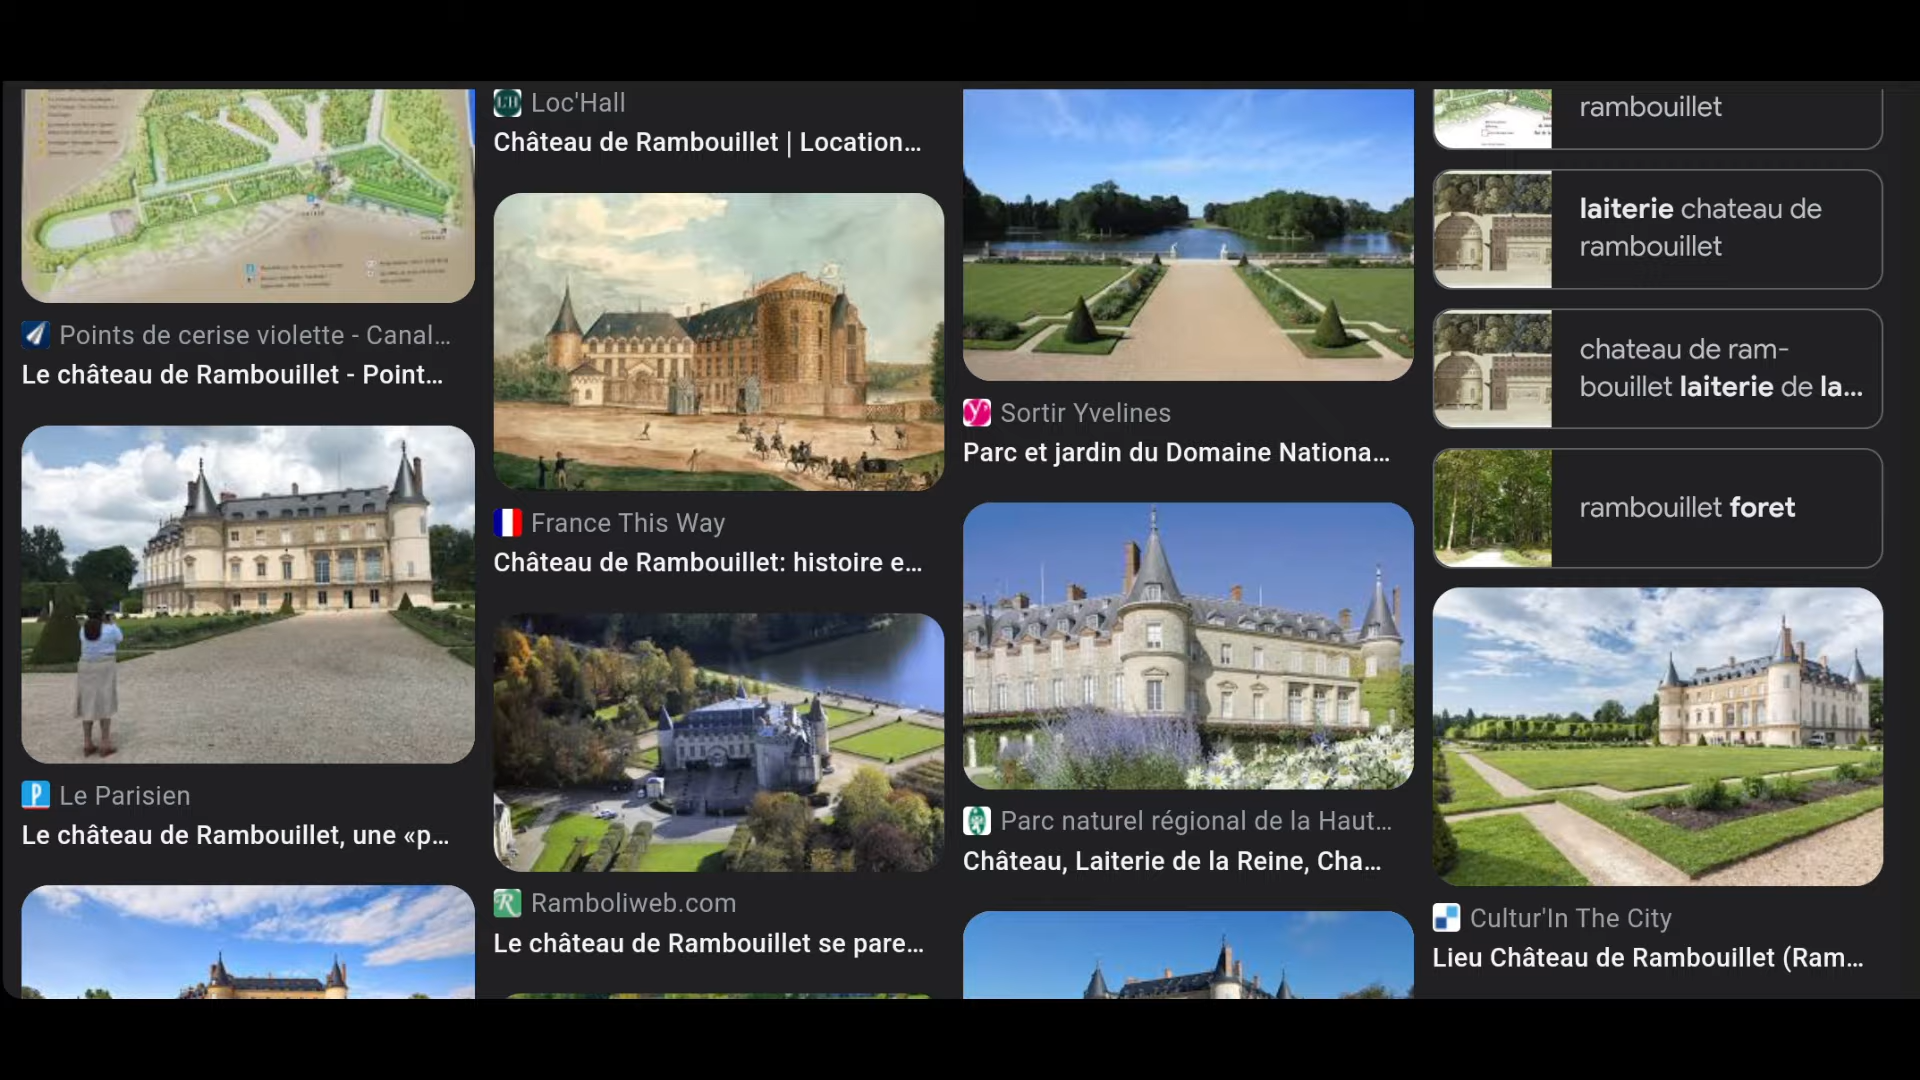 Points de cerise violette - Canal...
Le château de Rambouillet - Point...
P
Le Parisien
Le château de Rambouillet, une «p...
L'H
Loc'Hall
Château de Rambouillet | Location...
France This Way
Château de Rambouillet: histoire e...
R
Ramboliweb.com
Le château de Rambouillet se pare...
y
Sortir Yvelines
Parc et jardin du Domaine Nationa...
Parc naturel régional de la Haut...
Château, Laiterie de la Reine, Cha...
rambouillet
laiterie chateau de
rambouillet
chateau de ram-
bouillet laiterie de la...
rambouillet foret
Cultur'In The City
Lieu Château de Rambouillet (Ram...